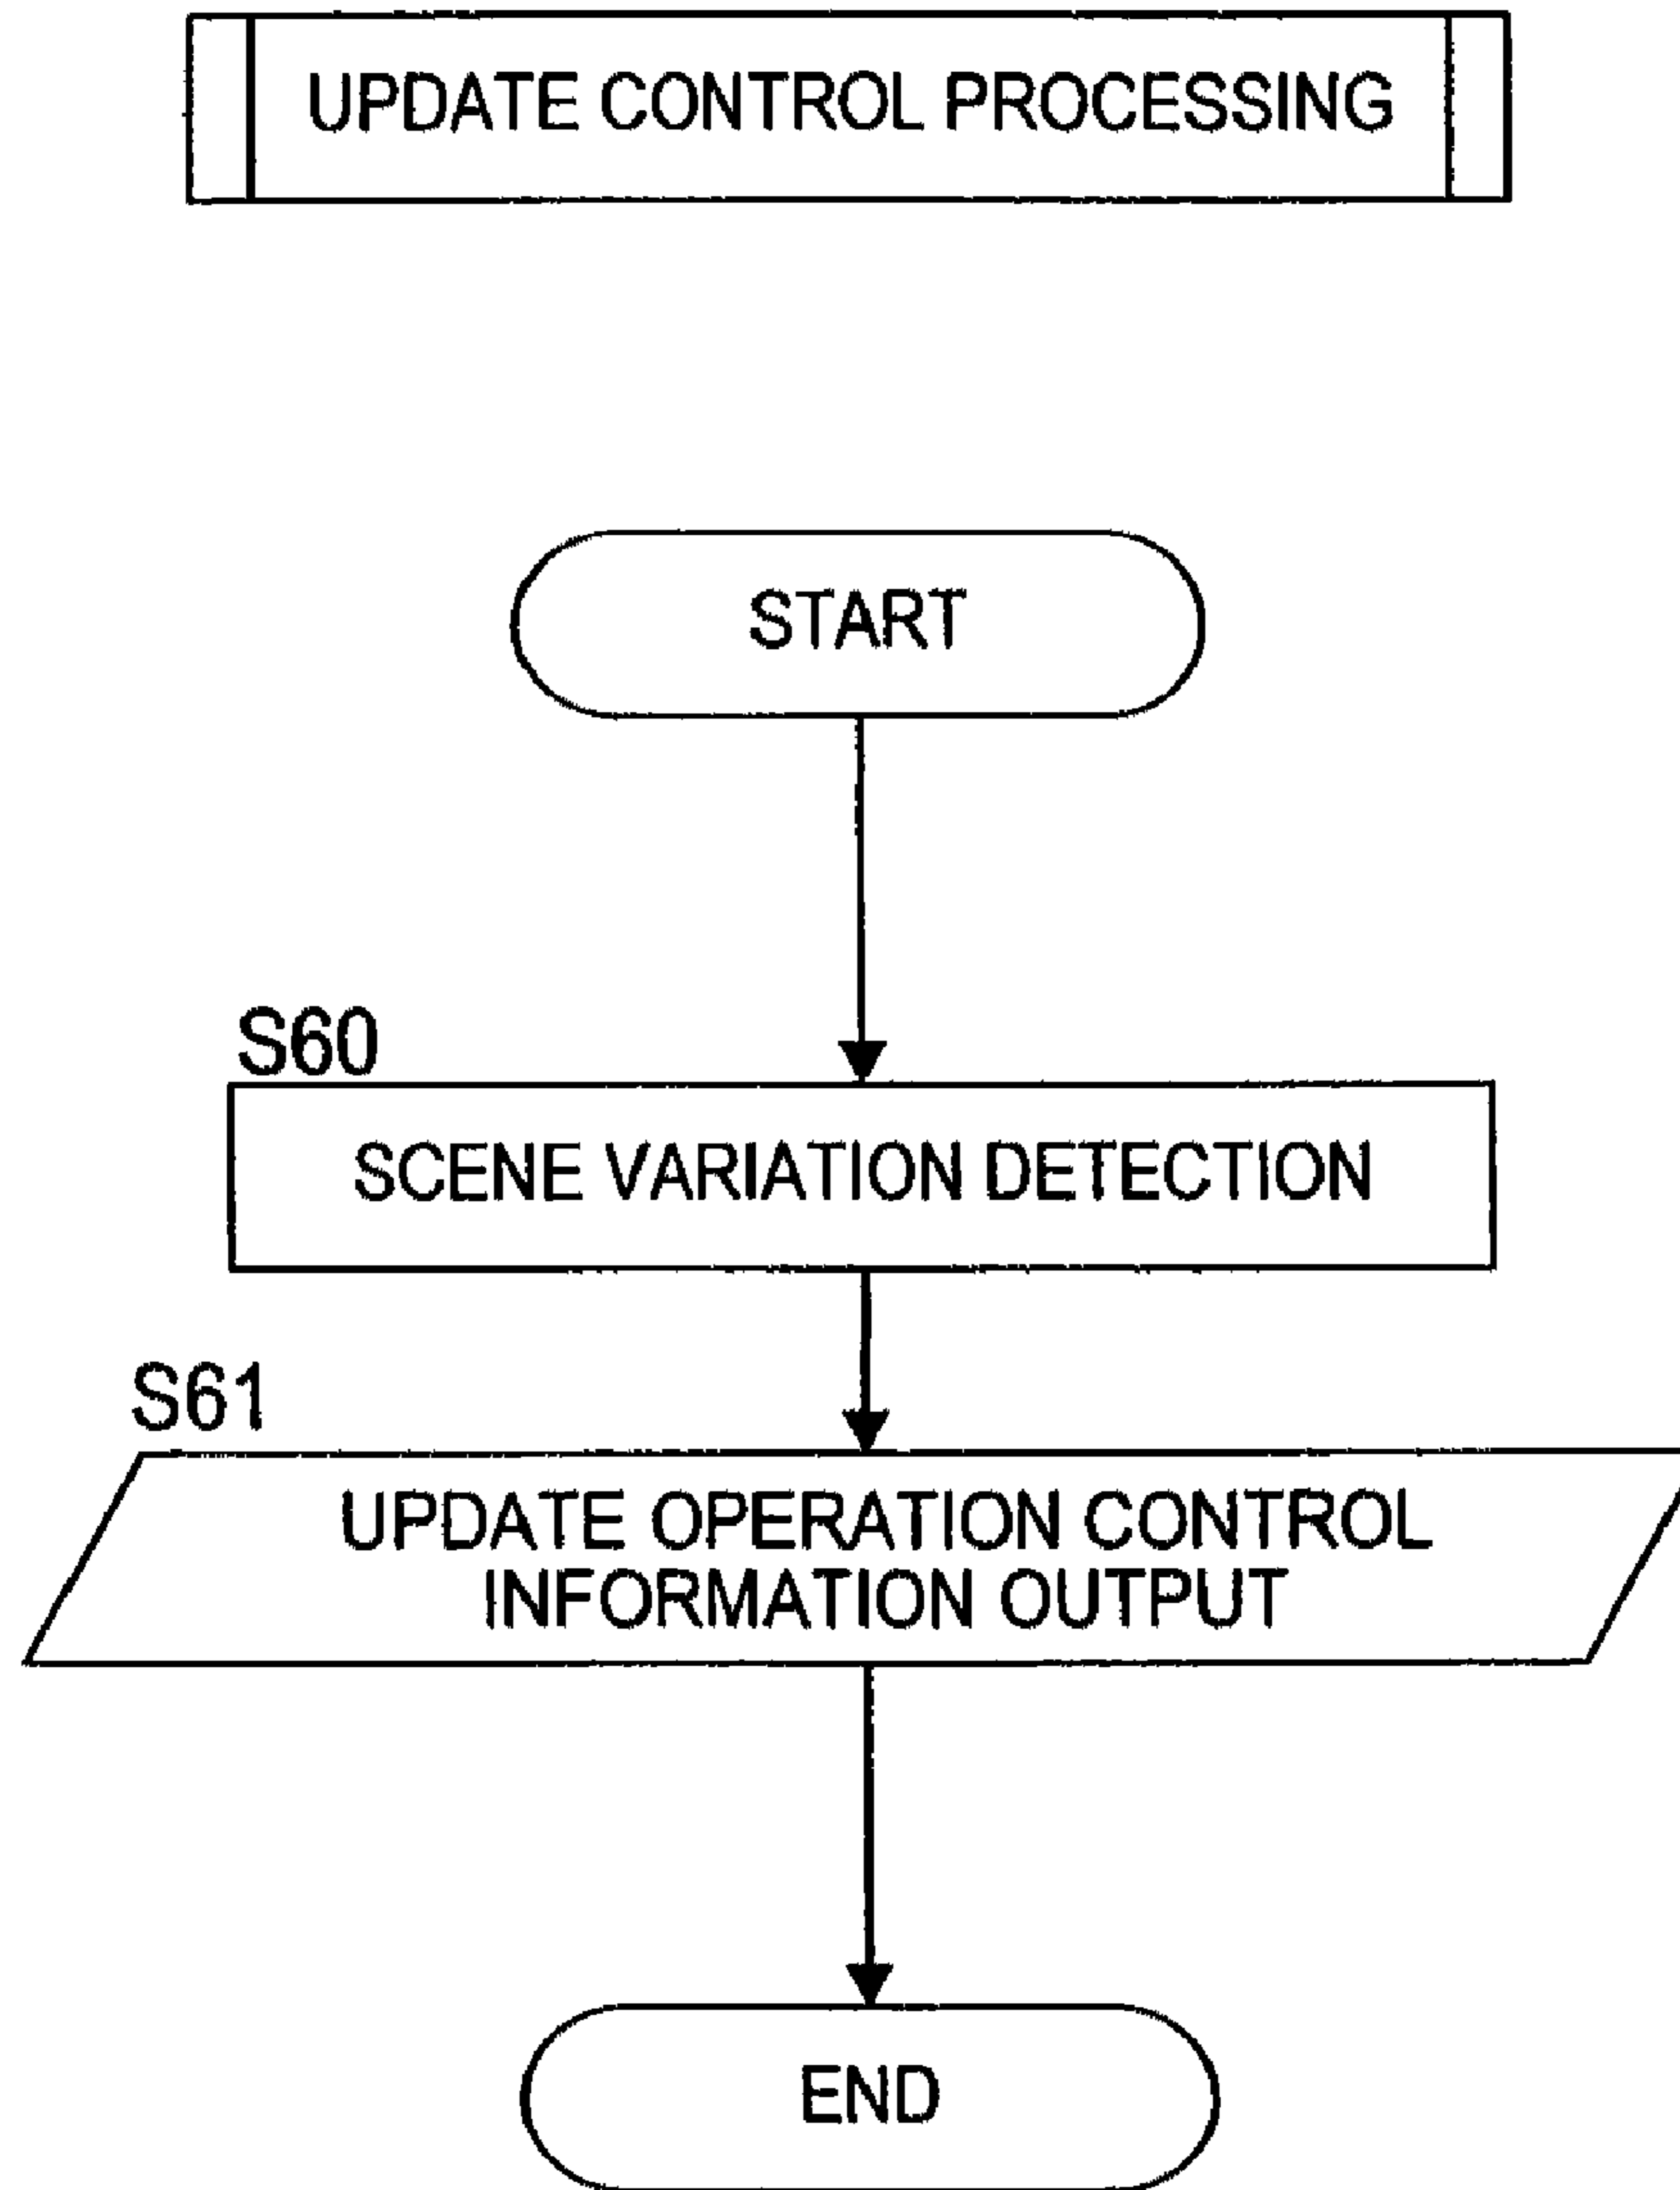 UPDATE CONTROL PROCESSING
START
S60
SCENE VARIATION DETECTION
S61
UPDATE OPERATION CONTROL
INFORMATION OUTPUT
END